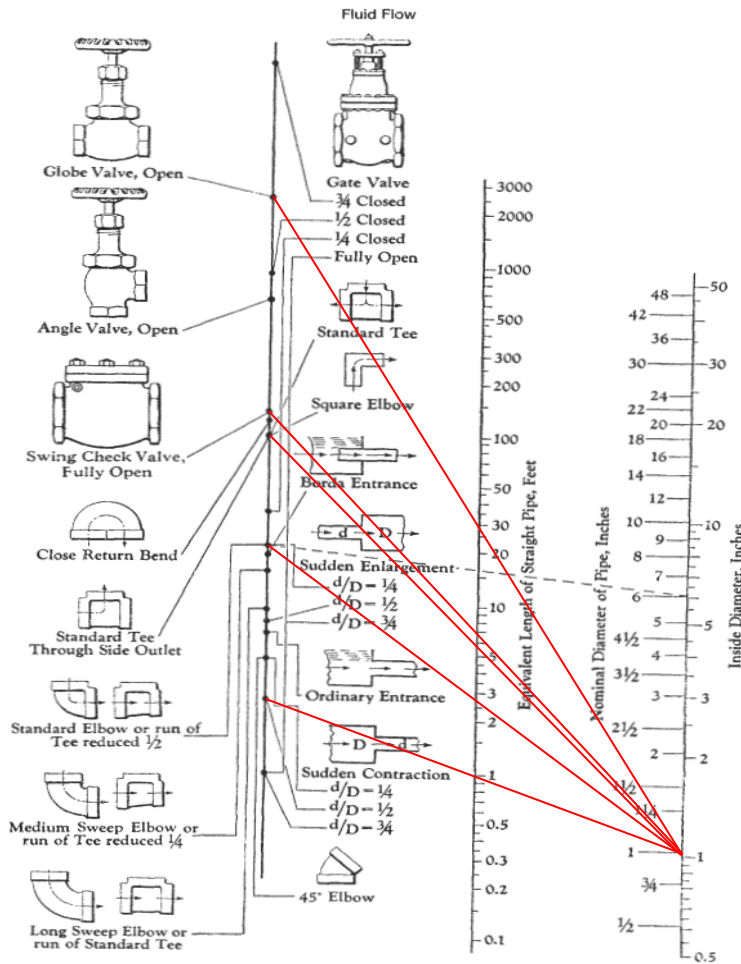 Fluid Flow
Globe Valve, Open
Angle Valve, Open
Swing Check Valve,
Fully Open
Close Return Bend
Standard Tee
Through Side Outlet
Standard Elbow or run of
Tee reduced ½
Medium Sweep Elbow or
run of Tee reduced ¼
Long Sweep Elbow or
run of Standard Tee
Gate Valve
¾ Closed
½ Closed
¼ Closed
Fully Open
Standard Tee
Square Elbow
Borda Entrance
d D
Sudden Enlargement
d/D = ¼
d/D = ½
d/D = ¾
Ordinary Entrance
D d
Sudden Contraction
d/D = ¼
d/D = ½
d/D = ¾
45° Elbow
3000
2000
1000
500
300
200
100
50
30
20
10
5
3
2
1
0.5
0.3
0.2
0.1
Equivalent Length of Straight Pipe, Feet
48
42
36
30
24
22
20
18
16
14
12
10
9
8
7
6
5
4½
4
3½
3
2½
2
1½
1¼
1
¾
½
Nominal Diameter of Pipe, Inches
50
30
20
10
5
3
2
1
0.5
Inside Diameter, Inches